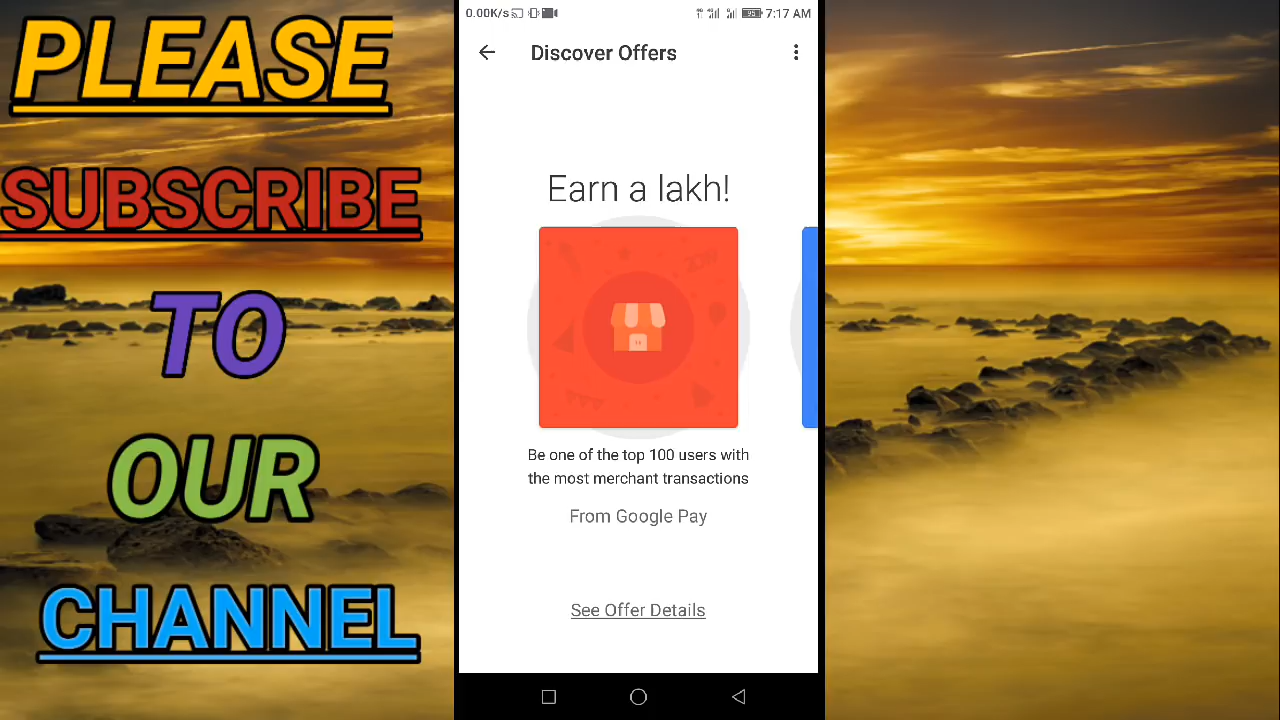 PLEASE
SUBSCRIBE
TO
OUR
CHANNEL
0.00K/s
7:17 AM
Discover Offers
Earn a lakh!
Be one of the top 100 users with
the most merchant transactions
From Google Pay
See Offer Details